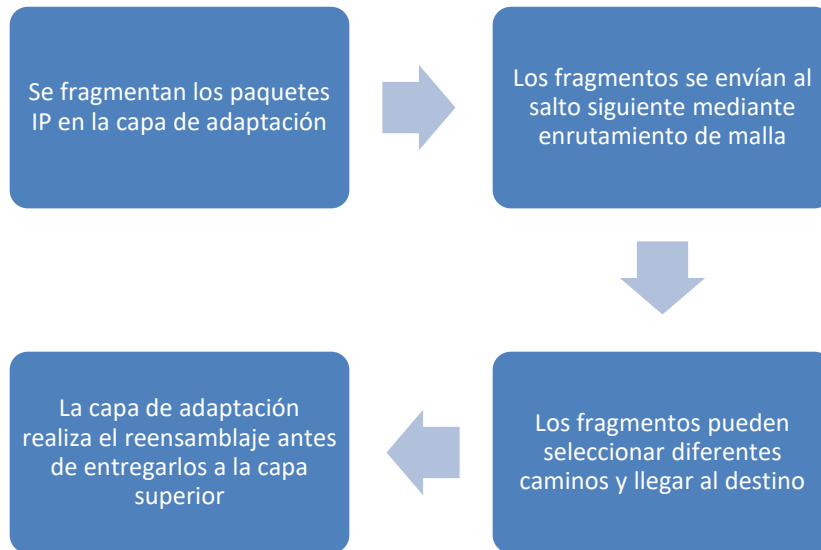 Se fragmentan los paquetes
IP en la capa de adaptación
Los fragmentos se envían al
salto siguiente mediante
enrutamiento de malla
Los fragmentos pueden
seleccionar diferentes
caminos y llegar al destino
La capa de adaptación
realiza el reensamblaje antes
de entregarlos a la capa
superior